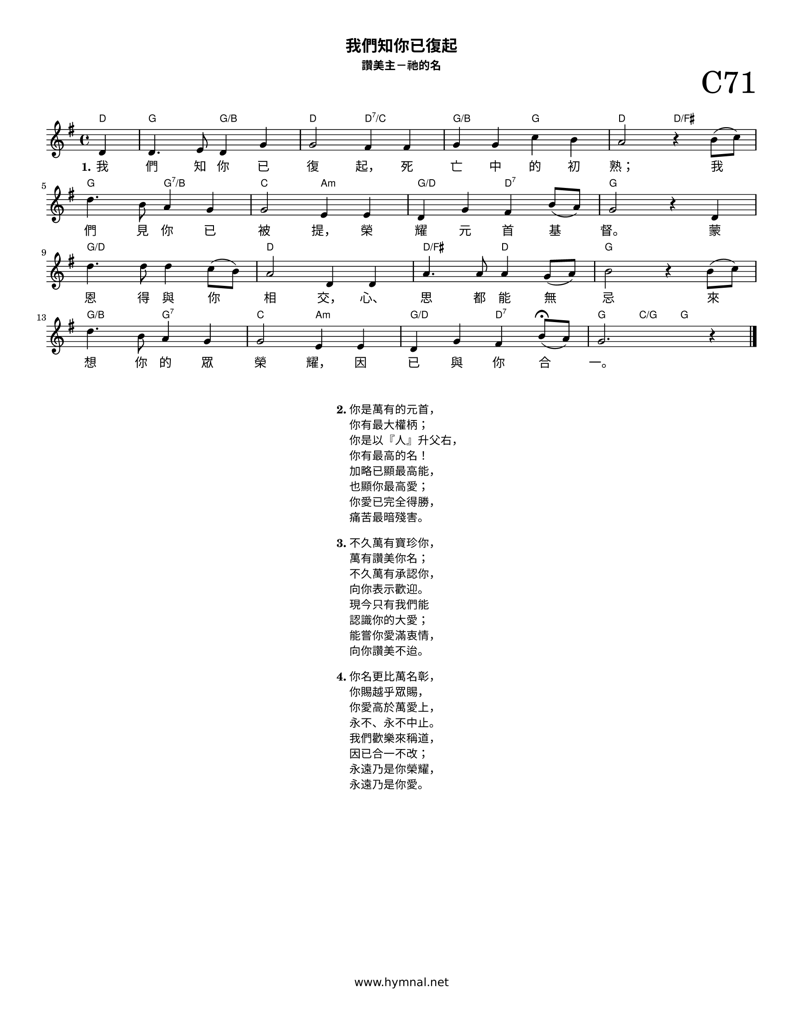 我們知你已復起
讚美主－祂的名
C71
D G G/B D D7/C G/B G D D/F♯
1. 我 們 知 你 已 復 起， 死 亡 中 的 初 熟； 我
5 G G7/B C Am G/D D7 G
們 見 你 已 被 提， 榮 耀 元 首 基 督。 蒙
9 G/D D D/F♯ D G
恩 得 與 你 相 交， 心、 思 都 能 無 忌 來
13 G/B G7 C Am G/D D7 G C/G G
想 你 的 眾 榮 耀， 因 已 與 你 合 一。
2. 你是萬有的元首，
你有最大權柄；
你是以『人』升父右，
你有最高的名！
加略已顯最高能，
也顯你最高愛；
你愛已完全得勝，
痛苦最暗殘害。
3. 不久萬有寶珍你，
萬有讚美你名；
不久萬有承認你，
向你表示歡迎。
現今只有我們能
認識你的大愛；
能嘗你愛滿衷情，
向你讚美不迨。
4. 你名更比萬名彰，
你賜越乎眾賜，
你愛高於萬愛上，
永不、永不中止。
我們歡樂來稱道，
因已合一不改；
永遠乃是你榮耀，
永遠乃是你愛。
www.hymnal.net